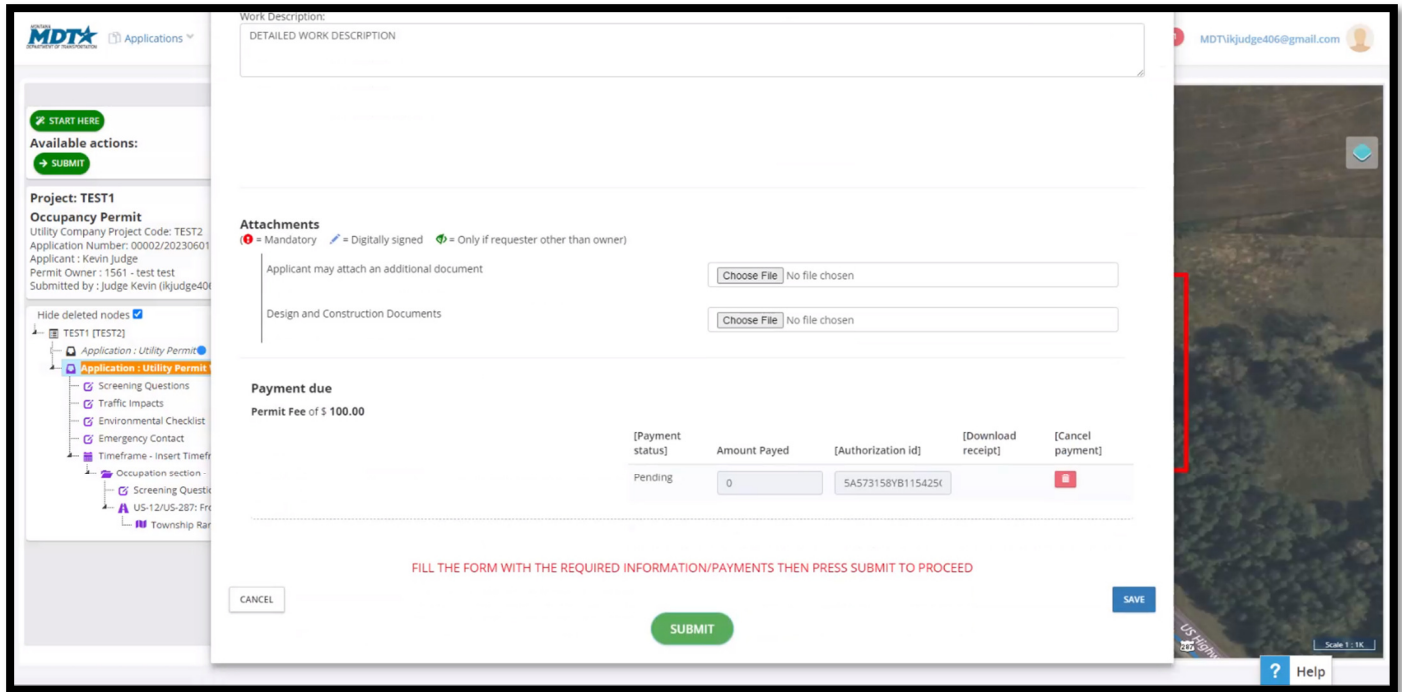 Work Description:
DETAILED WORK DESCRIPTION
MONTANA
MDT
DEPARTMENT OF TRANSPORTATION
Applications
MDT\ikjudge406@gmail.com
START HERE
Available actions:
→ SUBMIT
Project: TEST1
Occupancy Permit
Utility Company Project Code: TEST2
Application Number: 00002/20230601
Applicant : Kevin Judge
Permit Owner : 1561 - test test
Submitted by : Judge Kevin (ikjudge40
Hide deleted nodes
TEST1 [TEST2]
Application : Utility Permit
Application : Utility Permit
Screening Questions
Traffic Impacts
Environmental Checklist
Emergency Contact
Timeframe - Insert Timefr
Occupation section -
Screening Questio
US-12/US-287: Fro
Township Ran
Attachments
( = Mandatory = Digitally signed = Only if requester other than owner)
Applicant may attach an additional document
Choose File No file chosen
Design and Construction Documents
Choose File No file chosen
Payment due
Permit Fee of $ 100.00
[Payment status] Amount Payed [Authorization id] [Download receipt] [Cancel payment]
Pending 0 5A573158YB115425(
FILL THE FORM WITH THE REQUIRED INFORMATION/PAYMENTS THEN PRESS SUBMIT TO PROCEED
CANCEL
SAVE
SUBMIT
US Highw
287
Scale 1 : 1K
? Help